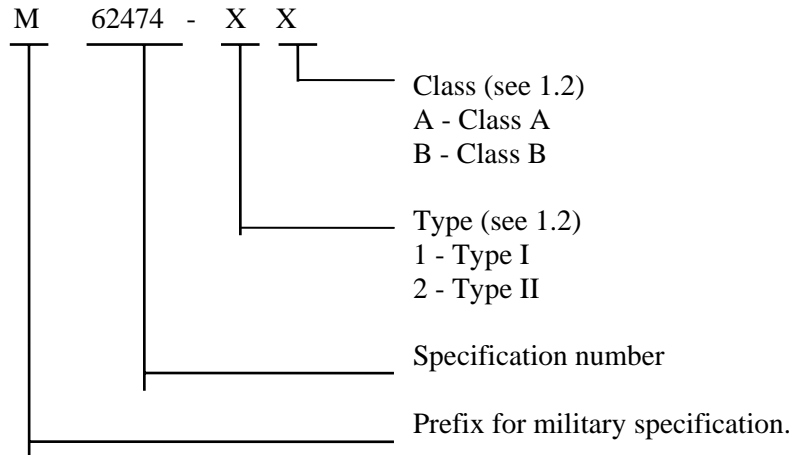 M 62474 - X X
Class (see 1.2)
A - Class A
B - Class B
Type (see 1.2)
1 - Type I
2 - Type II
Specification number
Prefix for military specification.